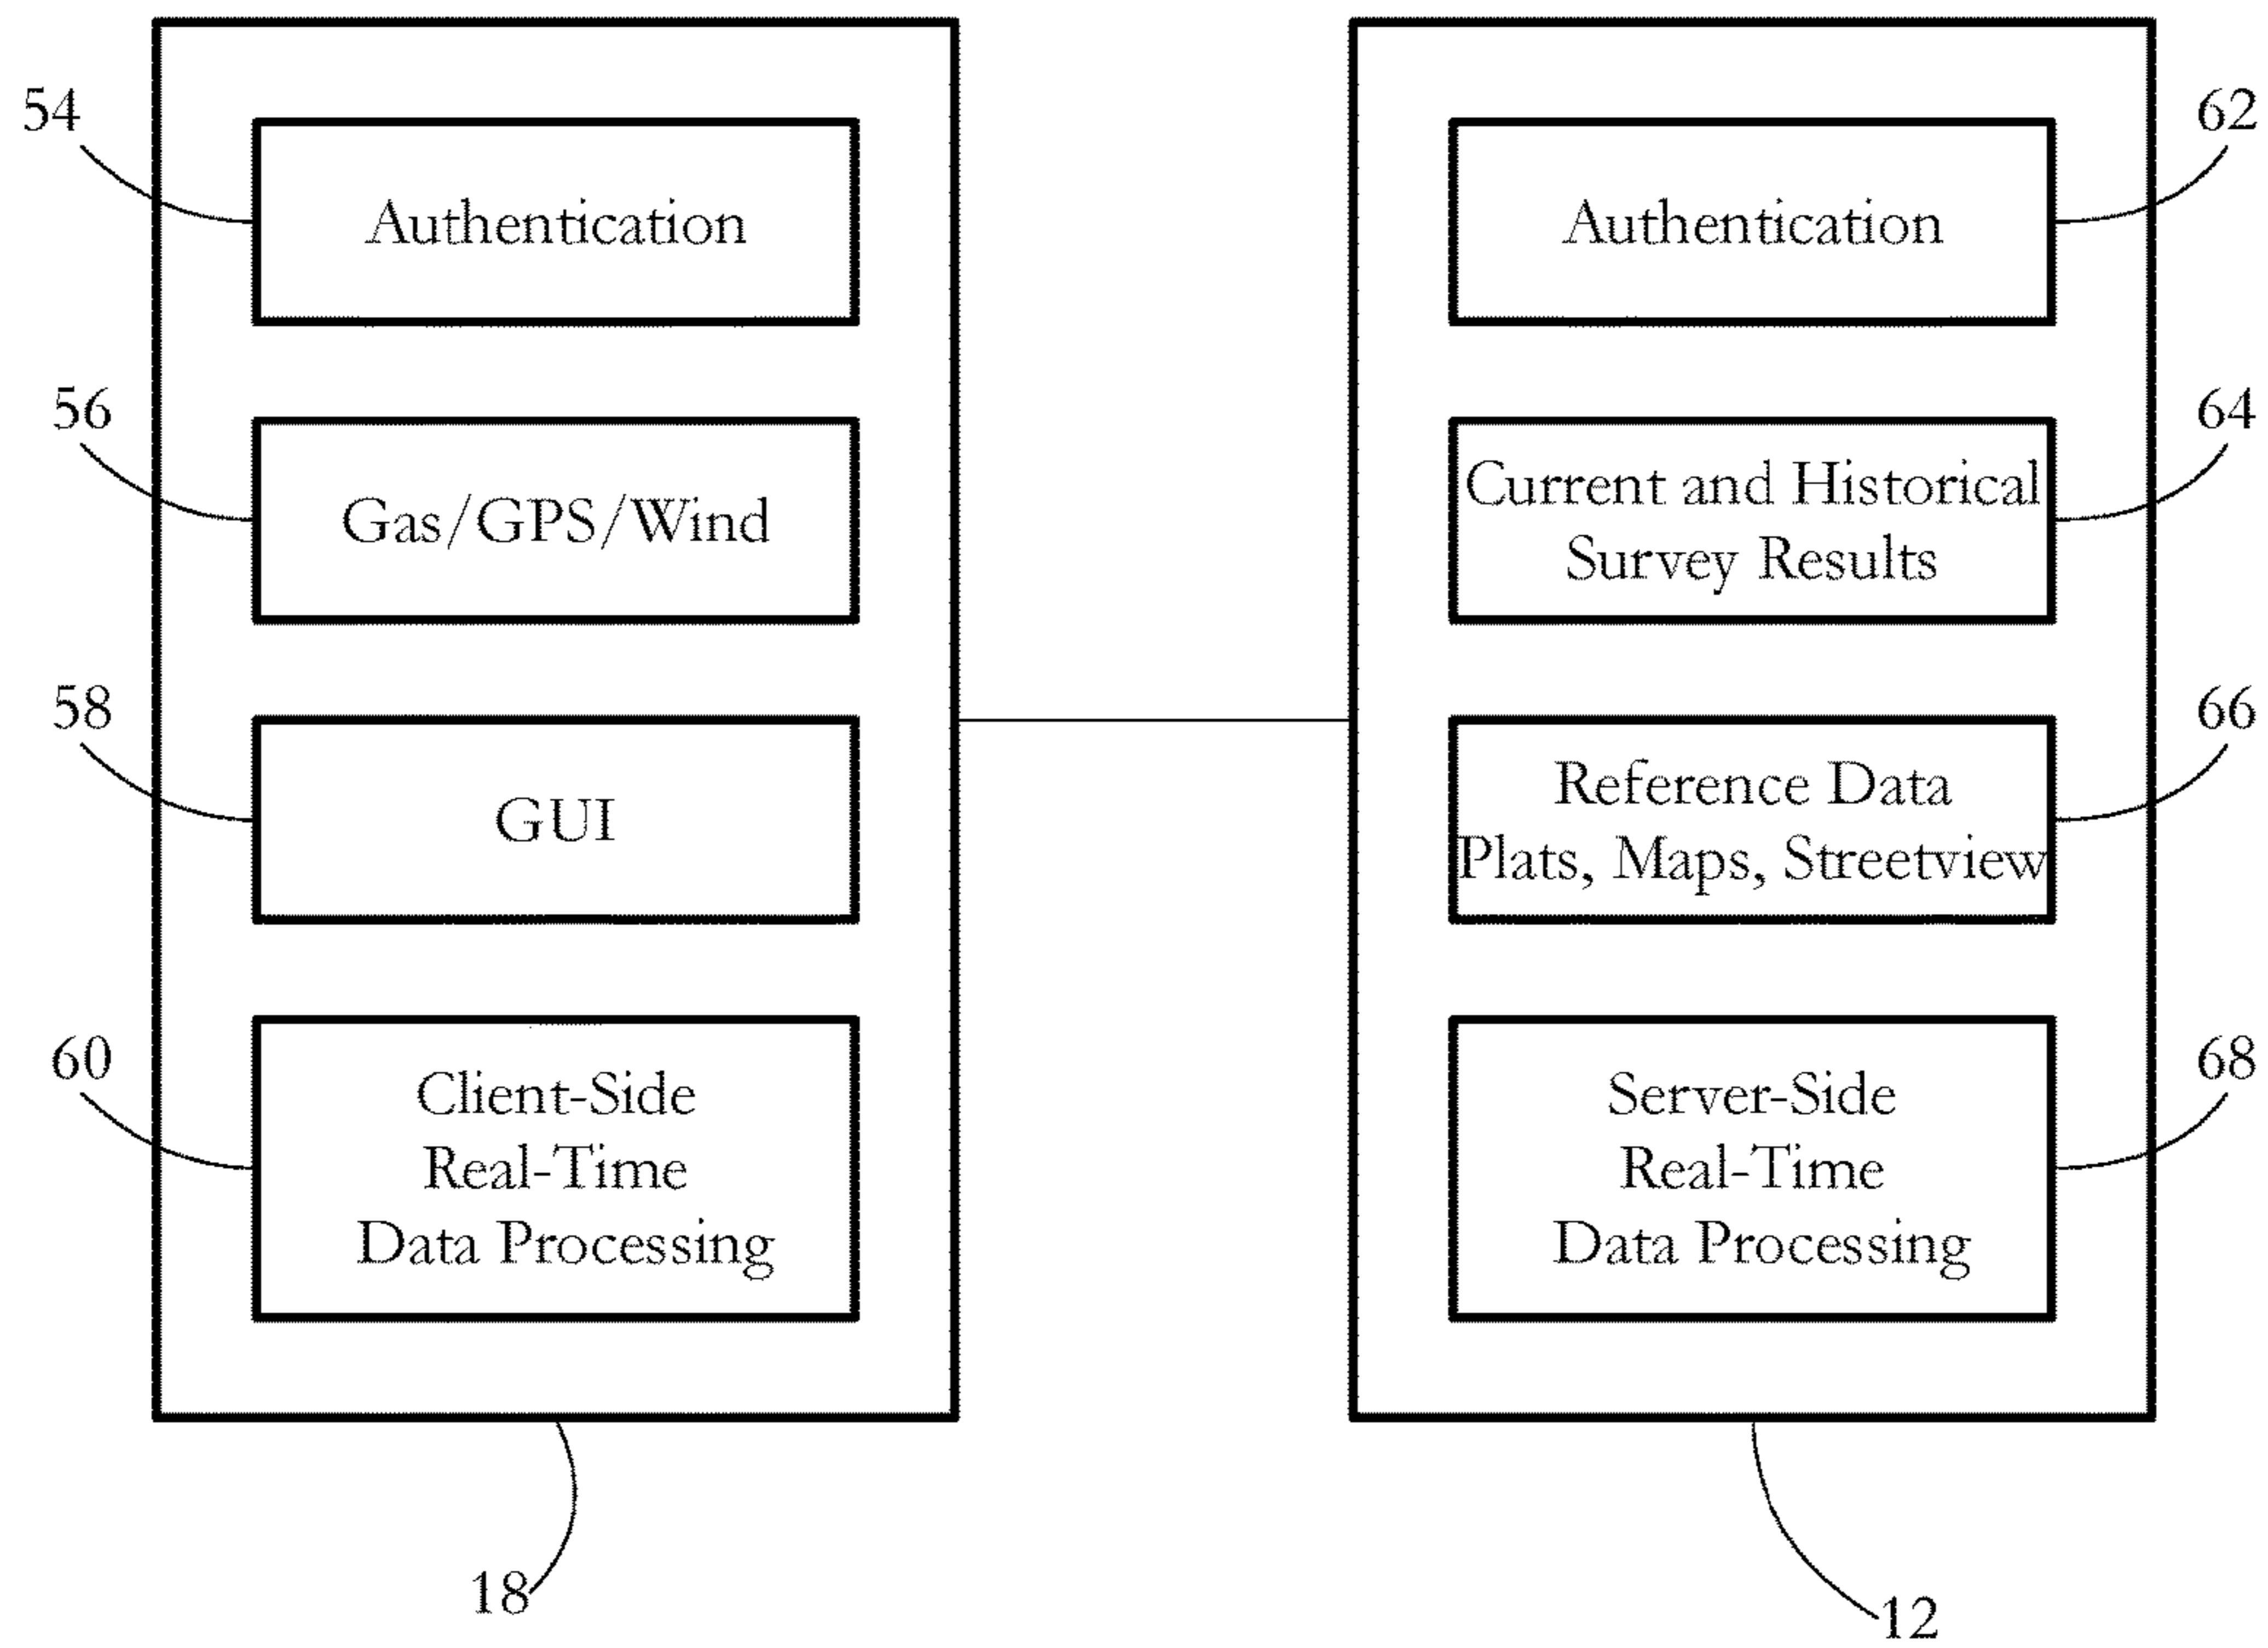 54
Authentication
56
Gas/GPS/Wind
58
GUI
60
Client-Side
Real-Time
Data Processing
18
62
Authentication
64
Current and Historical
Survey Results
66
Reference Data
Plats, Maps, Streetview
68
Server-Side
Real-Time
Data Processing
12